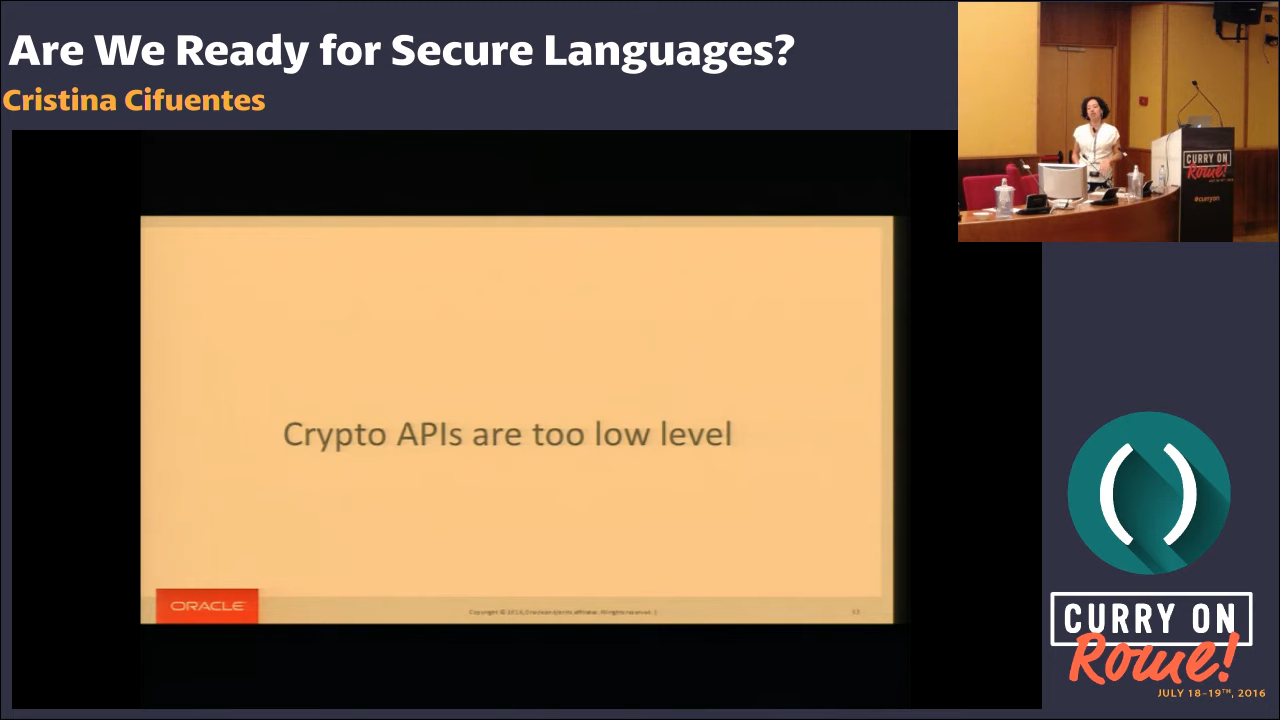 Are We Ready for Secure Languages?
Cristina Cifuentes
CURRY ON
Rome!
#curryon
Crypto APIs are too low level
ORACLE
33
( )
CURRY ON
Rome!
JULY 18-19TH, 2016